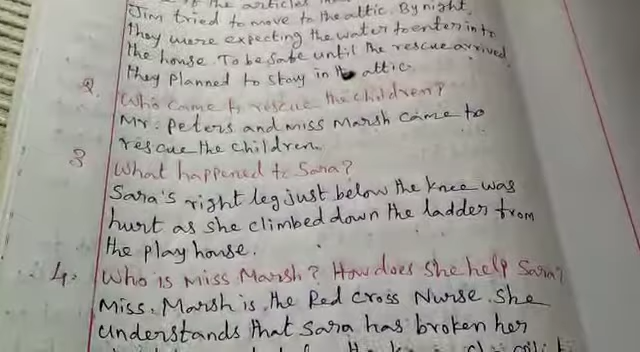 the articles
Jim tried to move to the attic. By night,
they were expecting the water to enter into
the house. To be safe until the rescue arrived,
they planned to stay in the attic.
2. Who came to rescue the children?
Mr. Peters and miss Marsh came to
rescue the children.
3 What happened to Sara?
Sara's right leg just below the knee was
hurt as she climbed down the ladder from
the play house.
4. Who is Miss Marsh? How does she help Sara?
Miss. Marsh is the Red Cross Nurse. She
understands that Sara has broken her